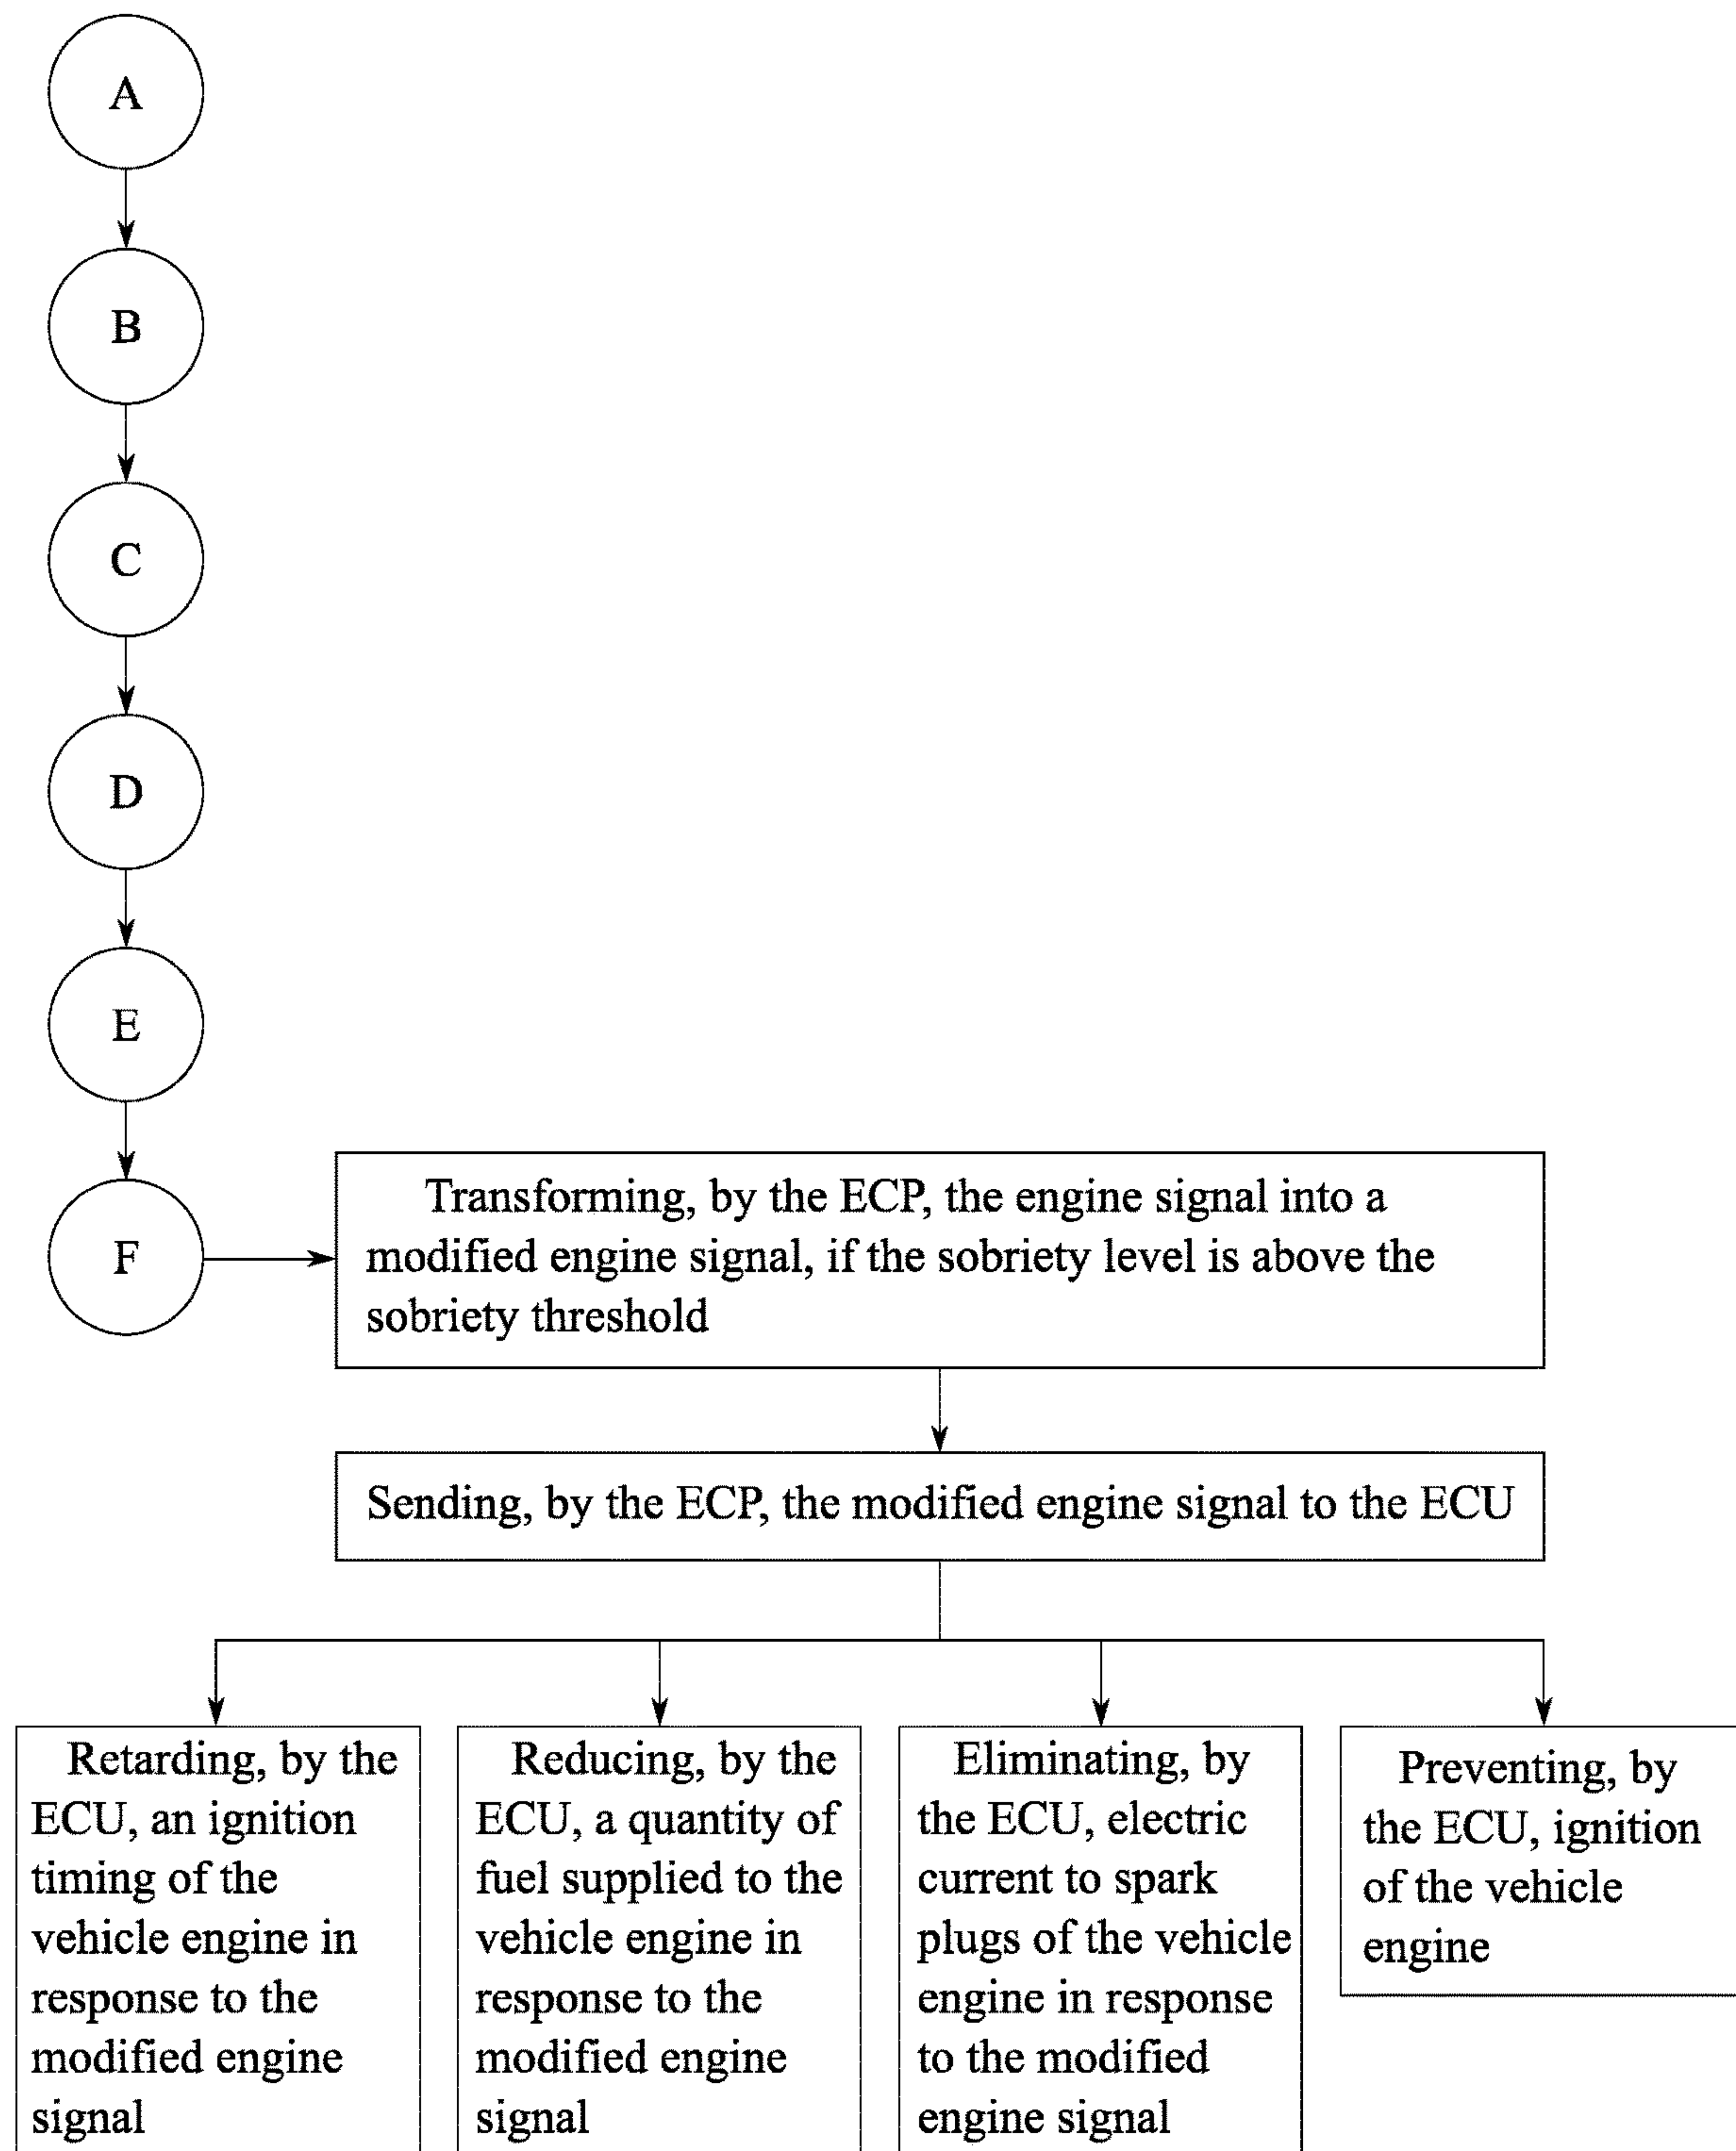 A
B
C
D
E
F
Transforming, by the ECP, the engine signal into a
modified engine signal, if the sobriety level is above the
sobriety threshold
Sending, by the ECP, the modified engine signal to the ECU
Retarding, by the
ECU, an ignition
timing of the
vehicle engine in
response to the
modified engine
signal
Reducing, by the
ECU, a quantity of
fuel supplied to the
vehicle engine in
response to the
modified engine
signal
Eliminating, by
the ECU, electric
current to spark
plugs of the vehicle
engine in response
to the modified
engine signal
Preventing, by
the ECU, ignition
of the vehicle
engine